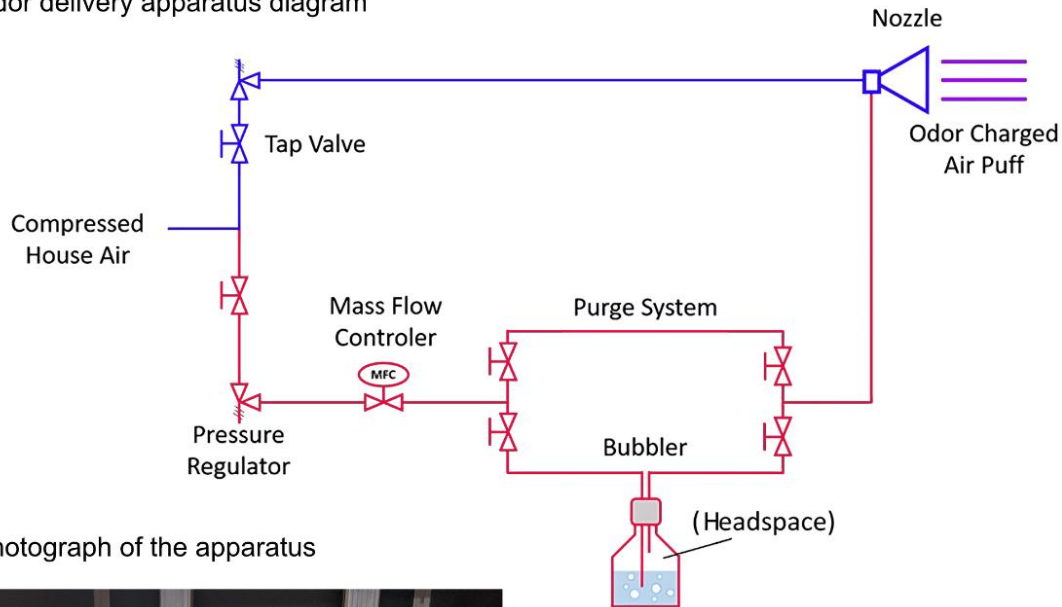 dor delivery apparatus diagram
Nozzle
Tap Valve
Odor Charged
Air Puff
Compressed
House Air
Mass Flow
Controler
Purge System
MFC
Pressure
Regulator
Bubbler
(Headspace)
hotograph of the apparatus